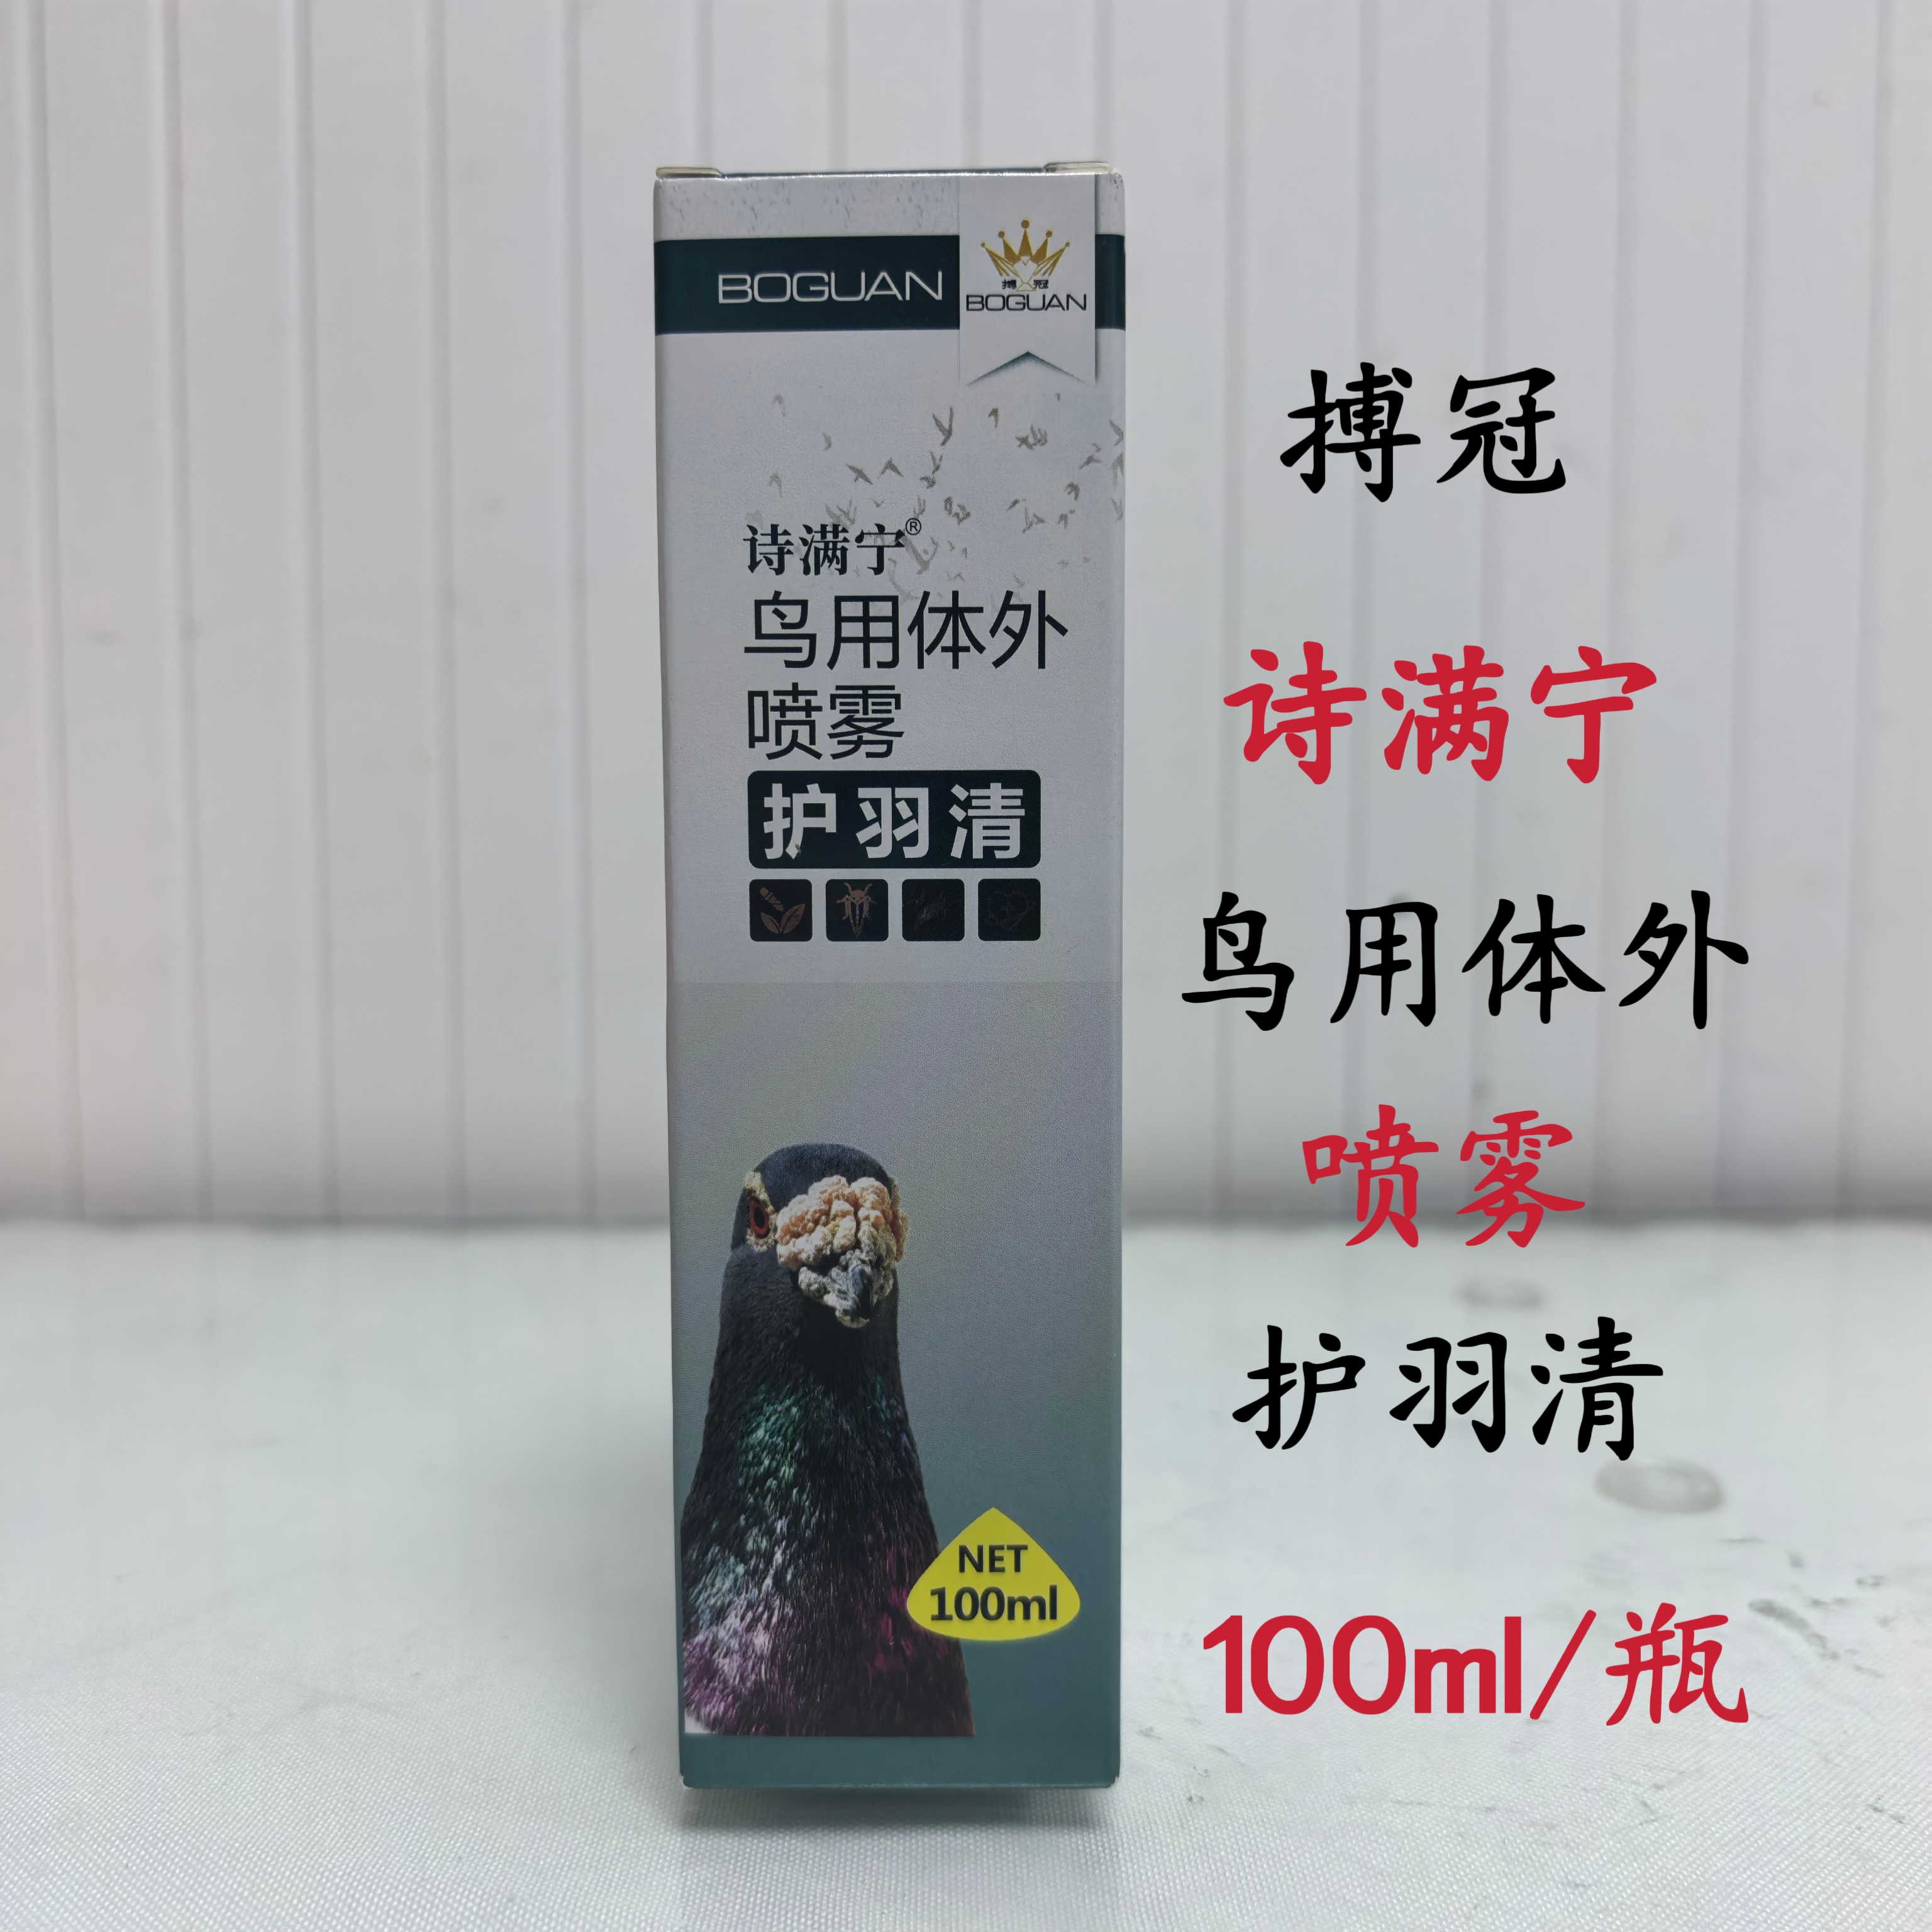 BOGUAN
搏冠
BOGUAN
诗满宁®
鸟用体外
喷雾
护羽清
NET
100ml
搏冠
诗满宁
鸟用体外
喷雾
护羽清
100ml/瓶